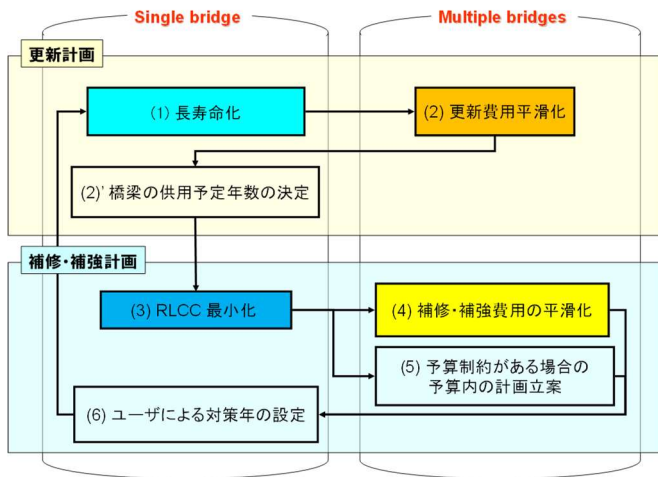 Single bridge
Multiple bridges
更新計画
(1) 長寿命化
(2) 更新費用平滑化
(2)' 橋梁の供用予定年数の決定
補修・補強計画
(3) RLCC 最小化
(4) 補修・補強費用の平滑化
(5) 予算制約がある場合の
予算内の計画立案
(6) ユーザによる対策年の設定